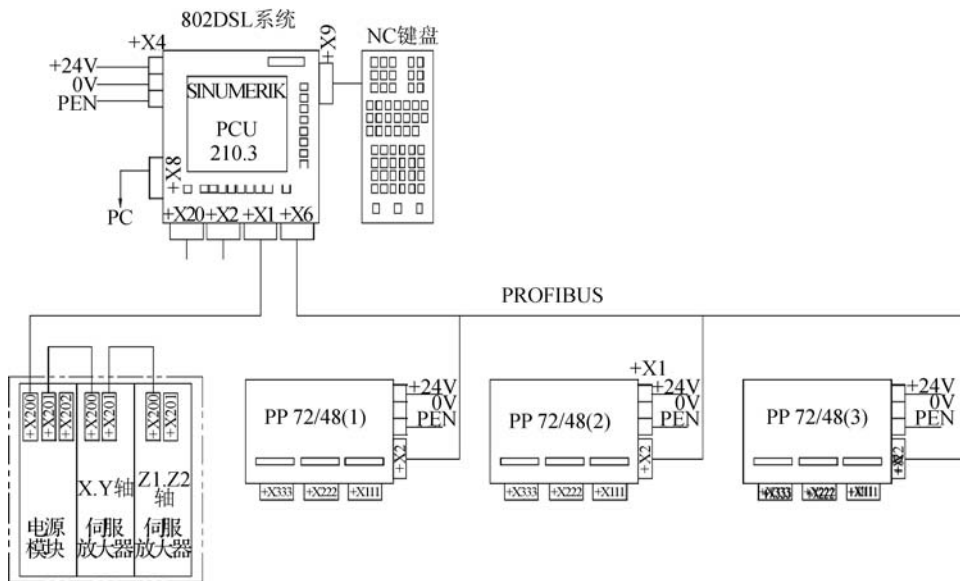 802DSL系统
+X4
+X9
NC键盘
+24V
0V
PEN
SINUMERIK
PCU
210.3
+X8
PC
+X20
+X2
+X1
+X6
PROFIBUS
+X200
+X201
+X202
+X200
+X201
+X200
+X201
X.Y轴
Z1.Z2
轴
电源
模块
伺服
放大器
伺服
放大器
PP 72/48(1)
+24V
0V
PEN
+X2
+X333
+X222
+X111
+X1
PP 72/48(2)
+24V
0V
PEN
+X2
+X333
+X222
+X111
PP 72/48(3)
+24V
0V
PEN
+X2
+X333
+X222
+X111